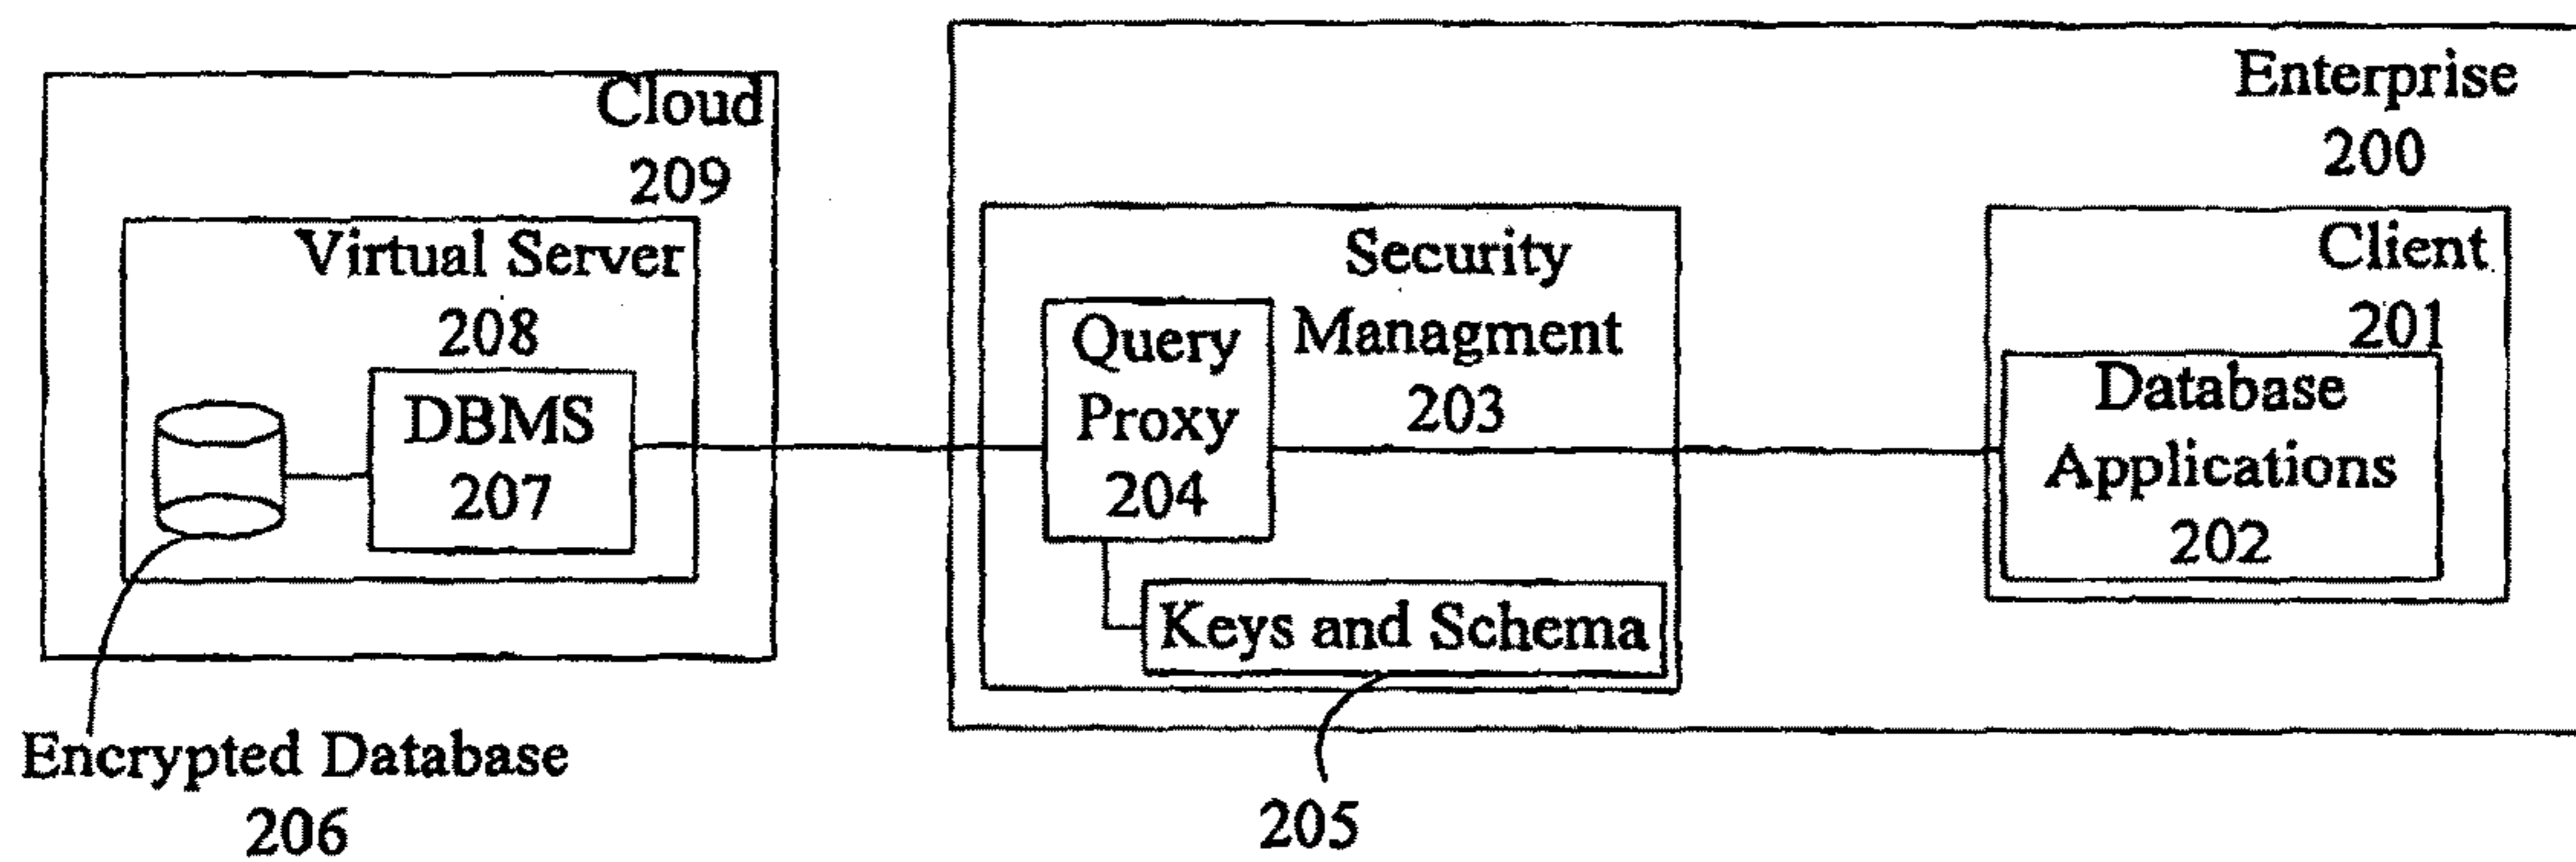 Cloud
209
Virtual Server
208
DBMS
207
Encrypted Database
206
Enterprise
200
Security
Managment
203
Query
Proxy
204
Keys and Schema
205
Client
201
Database
Applications
202